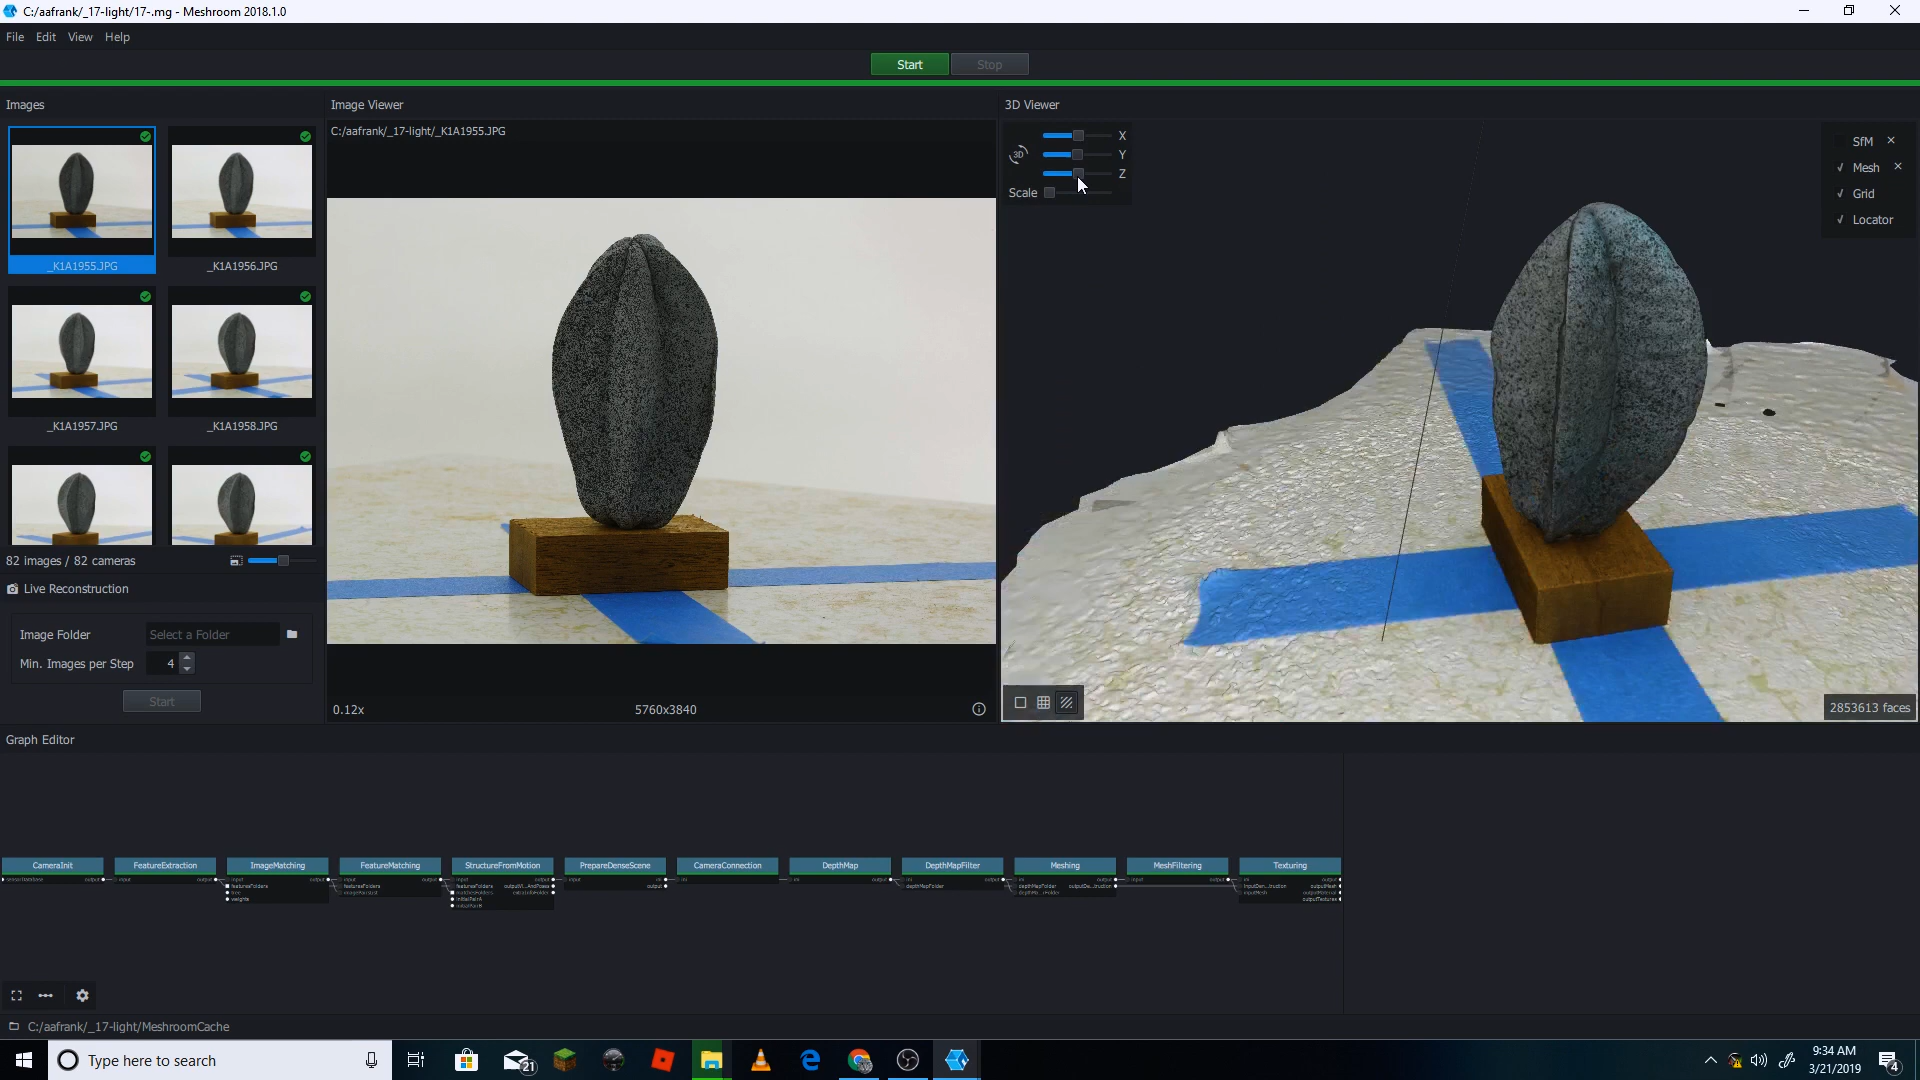 C:/aafrank/_17-light/17-.mg - Meshroom 2018.1.0
File Edit View Help
Start Stop
Images
Image Viewer
3D Viewer
C:/aafrank/_17-light/_K1A1955.JPG
X
Y
Z
Scale
3D
SfM
Mesh
Grid
Locator
_K1A1955.JPG
_K1A1956.JPG
_K1A1957.JPG
_K1A1958.JPG
82 images / 82 cameras
Live Reconstruction
Image Folder Select a Folder
Min. Images per Step 4
Start
0.12x
5760x3840
2853613 faces
Graph Editor
CameraInit
FeatureExtraction
ImageMatching
FeatureMatching
StructureFromMotion
PrepareDenseScene
CameraConnection
DepthMap
DepthMapFilter
Meshing
MeshFiltering
Texturing
C:/aafrank/_17-light/MeshroomCache
Type here to search
21
9:34 AM
3/21/2019
4